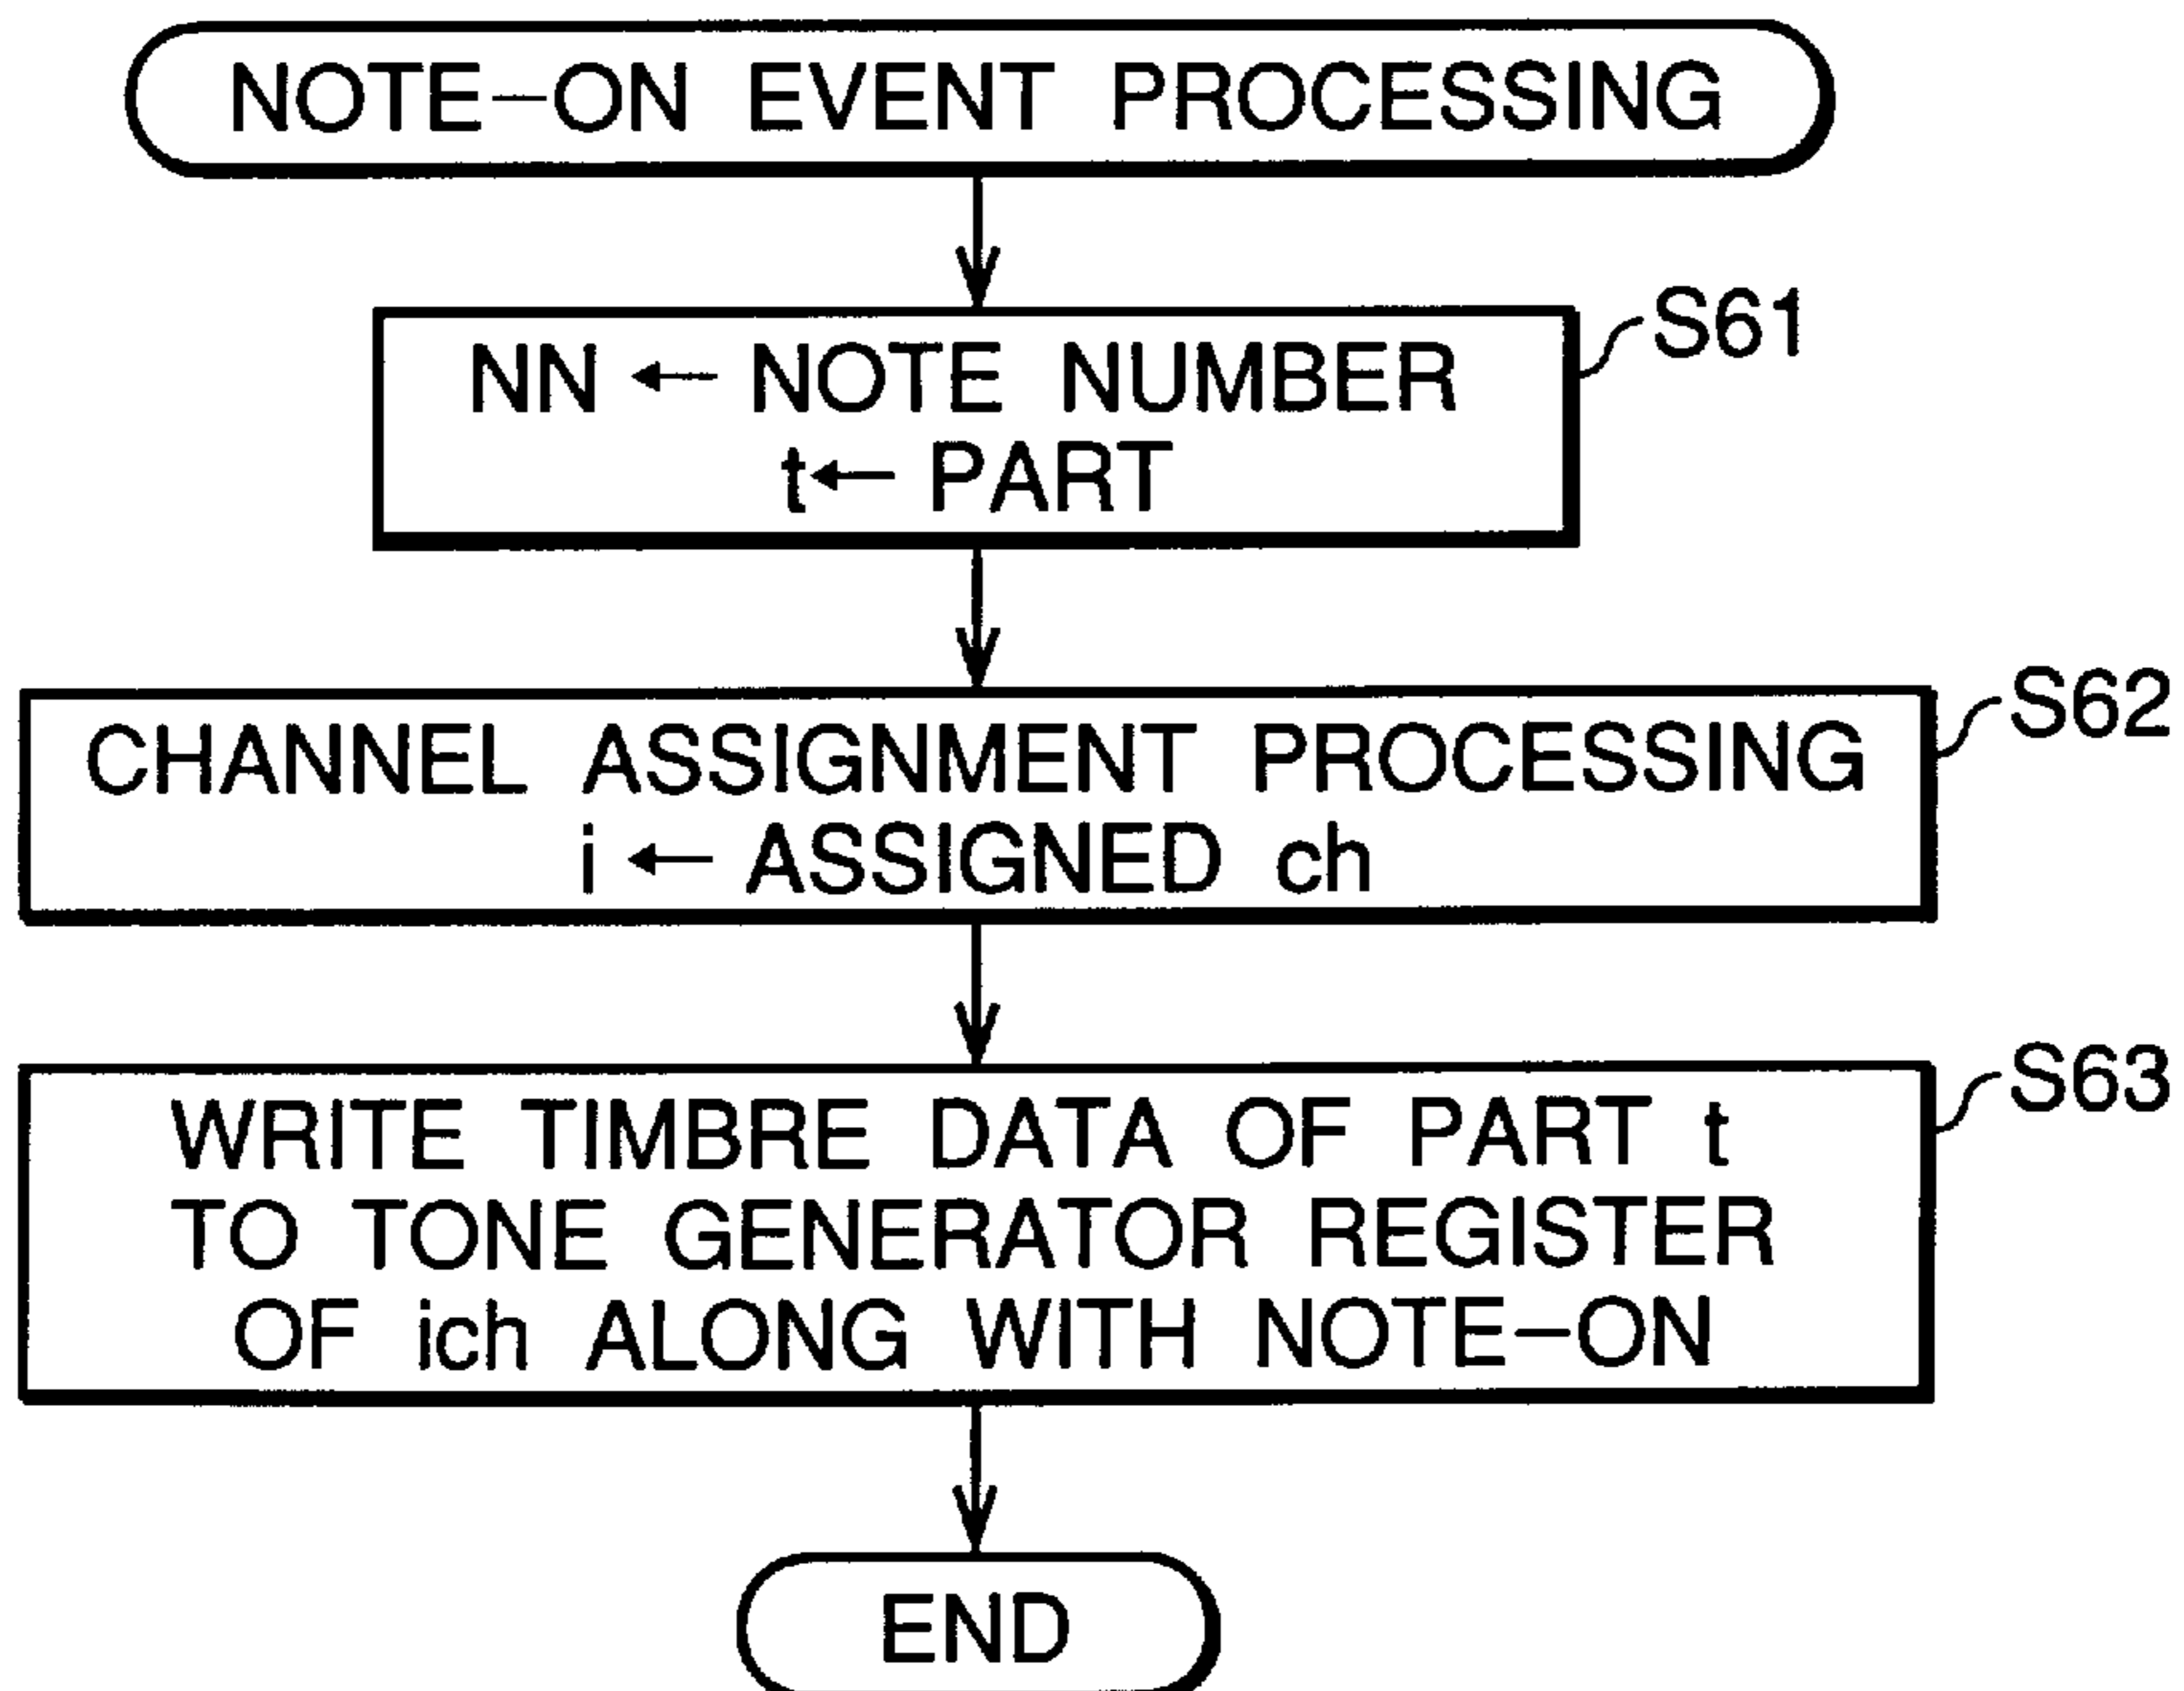 NOTE-ON EVENT PROCESSING
S61
NN ← NOTE NUMBER
t← PART
S62
CHANNEL ASSIGNMENT PROCESSING
i ← ASSIGNED ch
S63
WRITE TIMBRE DATA OF PART t
TO TONE GENERATOR REGISTER
OF ich ALONG WITH NOTE-ON
END